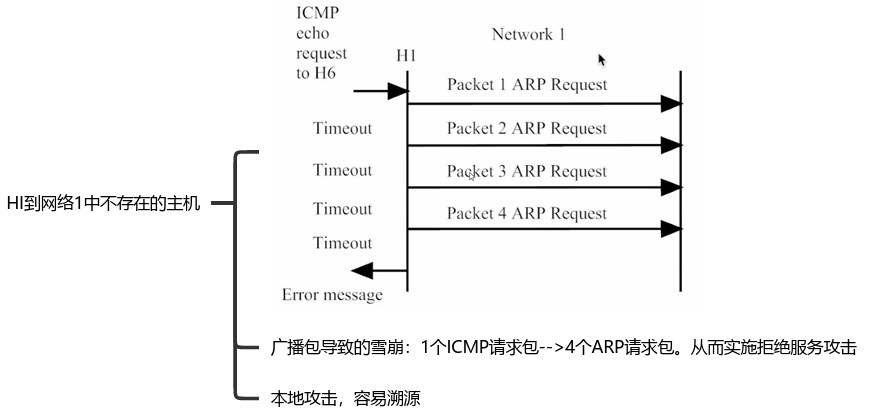 ICMP
echo
request
to H6
H1
Network 1
Packet 1 ARP Request
Timeout
Packet 2 ARP Request
Timeout
Packet 3 ARP Request
Timeout
Packet 4 ARP Request
Timeout
Error message
HI到网络1中不存在的主机
广播包导致的雪崩：1个ICMP请求包-->4个ARP请求包。从而实施拒绝服务攻击
本地攻击，容易溯源